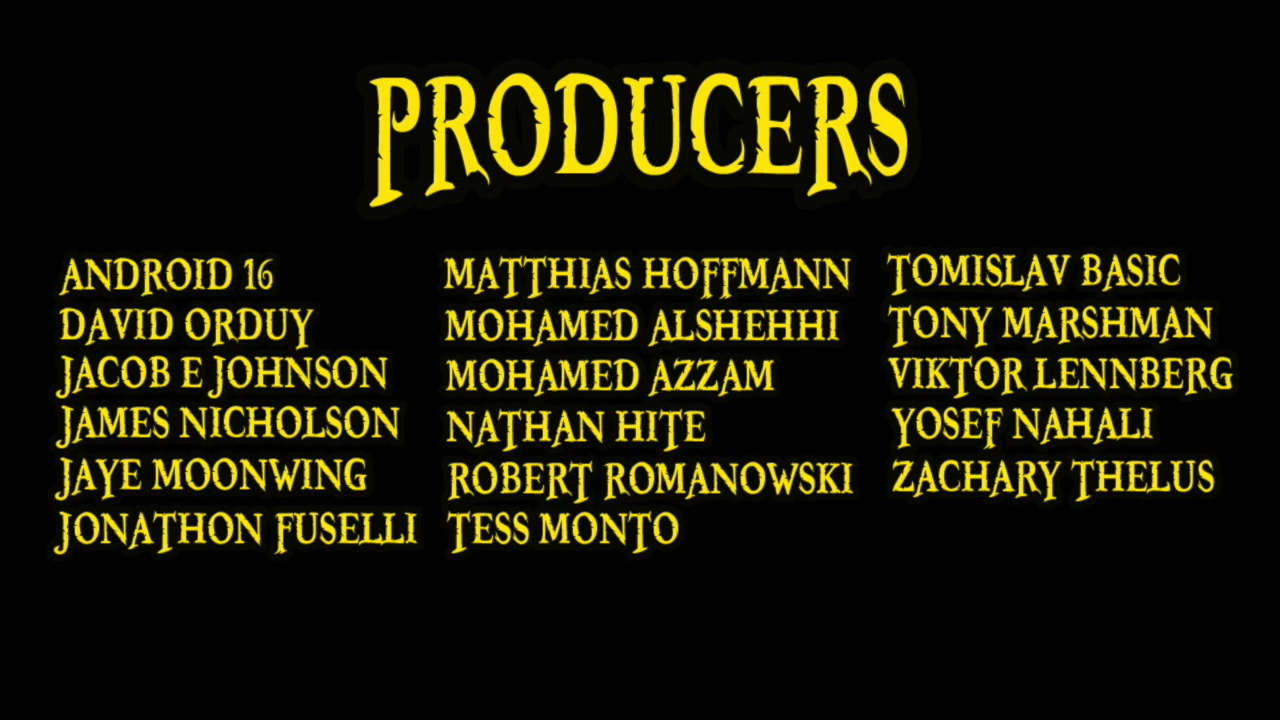 PRODUCERS
ANDROID 16
DAVID ORDUY
JACOB E JOHNSON
JAMES NICHOLSON
JAYE MOONWING
JONATHON FUSELLI
MATTHIAS HOFFMANN
MOHAMED ALSHEHHI
MOHAMED AZZAM
NATHAN HITE
ROBERT ROMANOWSKI
TESS MONTO
TOMISLAV BASIC
TONY MARSHMAN
VIKTOR LENNBERG
YOSEF NAHALI
ZACHARY THELUS